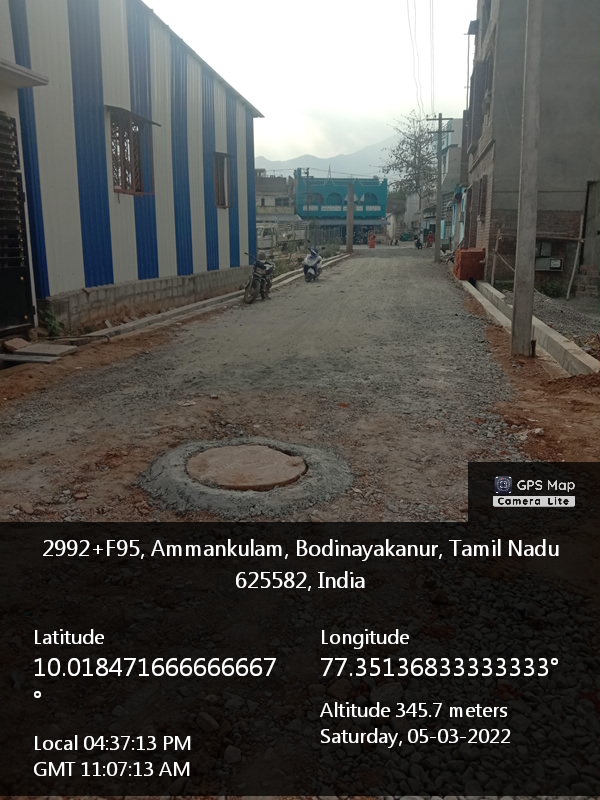 GPS Map
Camera Lite
2992+F95, Ammankulam, Bodinayakanur, Tamil Nadu
625582, India
Latitude
10.018471666666667
°
Longitude
77.35136833333333°
Altitude 345.7 meters
Saturday, 05-03-2022
Local 04:37:13 PM
GMT 11:07:13 AM